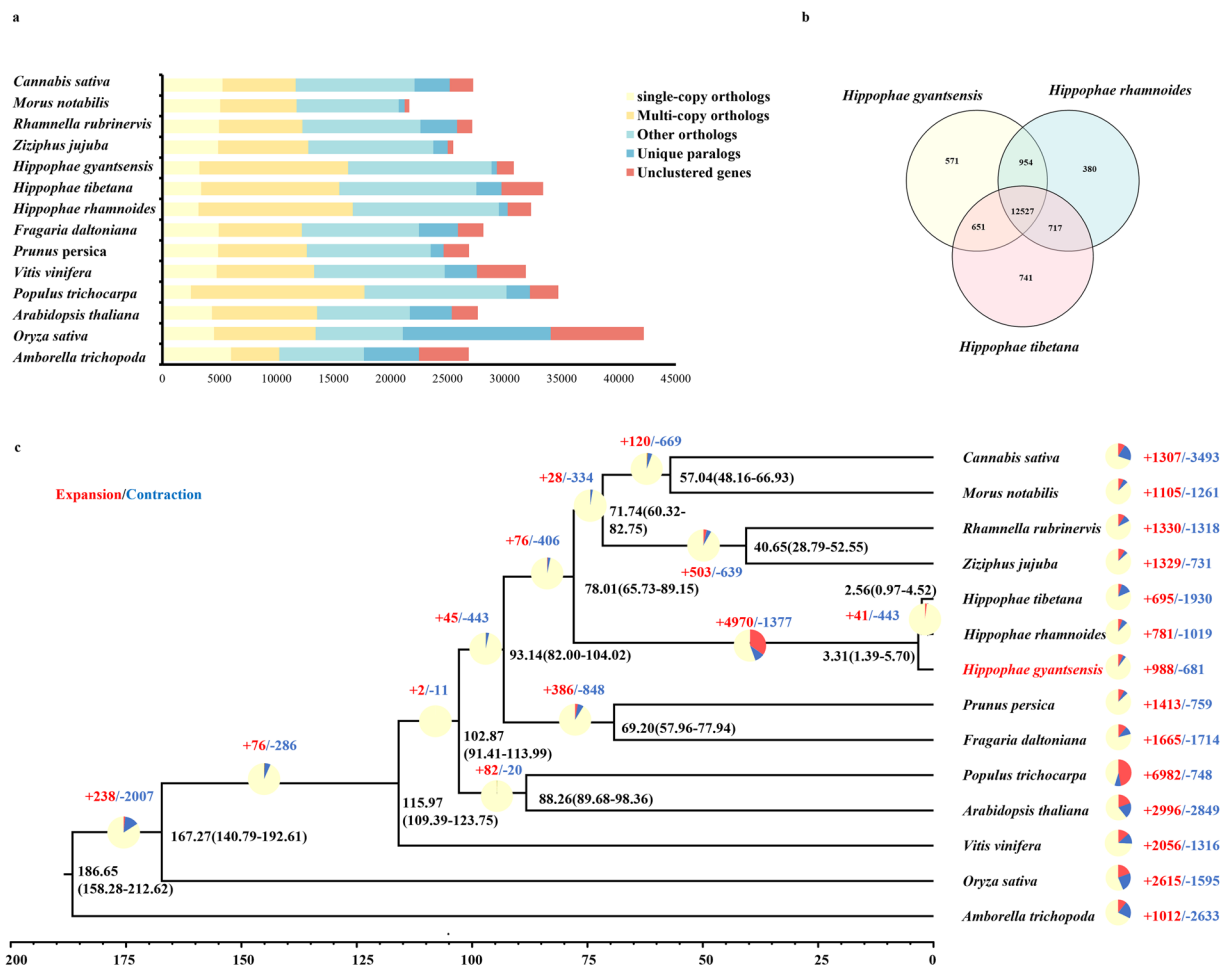 a
b
Cannabis sativa
Morus notabilis
Rhamnella rubrinervis
Ziziphus jujuba
Hippophae gyantsensis
Hippophae tibetana
Hippophae rhamnoides
Fragaria daltoniana
Prunus persica
Vitis vinifera
Populus trichocarpa
Arabidopsis thaliana
Oryza sativa
Amborella trichopoda
0 5000 10000 15000 20000 25000 30000 35000 40000 45000
single-copy orthologs
Multi-copy orthologs
Other orthologs
Unique paralogs
Unclustered genes
Hippophae gyantsensis
Hippophae rhamnoides
571
954
380
12527
651
717
741
Hippophae tibetana
c
Expansion/Contraction
+120/-669
+28/-334
57.04(48.16-66.93)
71.74(60.32-
82.75)
+76/-406
40.65(28.79-52.55)
+503/-639
78.01(65.73-89.15)
2.56(0.97-4.52)
+45/-443
+4970/-1377
+41/-443
93.14(82.00-104.02)
3.31(1.39-5.70)
+2/-11
+386/-848
69.20(57.96-77.94)
102.87
(91.41-113.99)
+76/-286
+82/-20
88.26(89.68-98.36)
+238/-2007
115.97
(109.39-123.75)
167.27(140.79-192.61)
186.65
(158.28-212.62)
Cannabis sativa +1307/-3493
Morus notabilis +1105/-1261
Rhamnella rubrinervis +1330/-1318
Ziziphus jujuba +1329/-731
Hippophae tibetana +695/-1930
Hippophae rhamnoides +781/-1019
Hippophae gyantsensis +988/-681
Prunus persica +1413/-759
Fragaria daltoniana +1665/-1714
Populus trichocarpa +6982/-748
Arabidopsis thaliana +2996/-2849
Vitis vinifera +2056/-1316
Oryza sativa +2615/-1595
Amborella trichopoda +1012/-2633
200 175 150 125 100 75 50 25 0